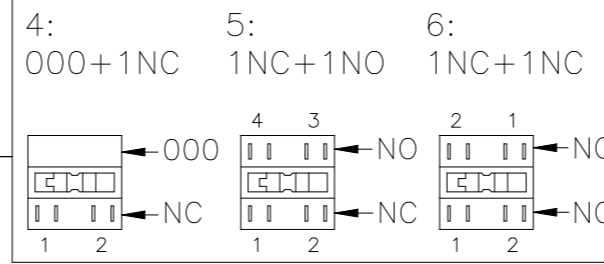 4: 5: 6:
000+1NC 1NC+1NO 1NC+1NC
4 3 2 1
000 NO NC
NC NC NC
1 2 1 2 1 2